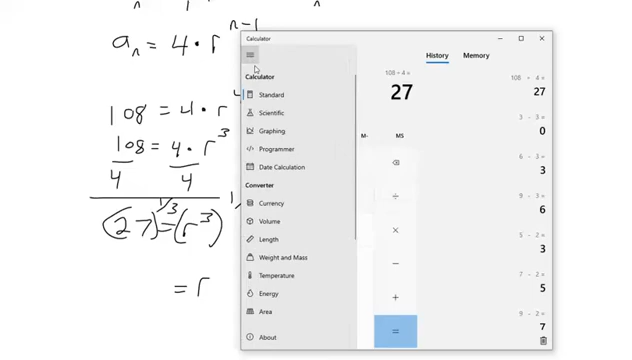 aₙ = 4 · r^(n-1)
108 = 4 · r⁴
108 = 4 · r³
4 4
(27)^(1/3) = (r³)^(1/
= r
Calculator
Calculator
Standard
Scientific
Graphing
Programmer
Date Calculation
Converter
Currency
Volume
Length
Weight and Mass
Temperature
Energy
Area
About
108 ÷ 4 =
27
M-
MS
÷
×
−
+
=
History
Memory
108 ÷ 4 =
27
3 - 3 =
0
6 - 3 =
3
9 - 3 =
6
5 - 2 =
3
7 - 2 =
5
9 - 2 =
7